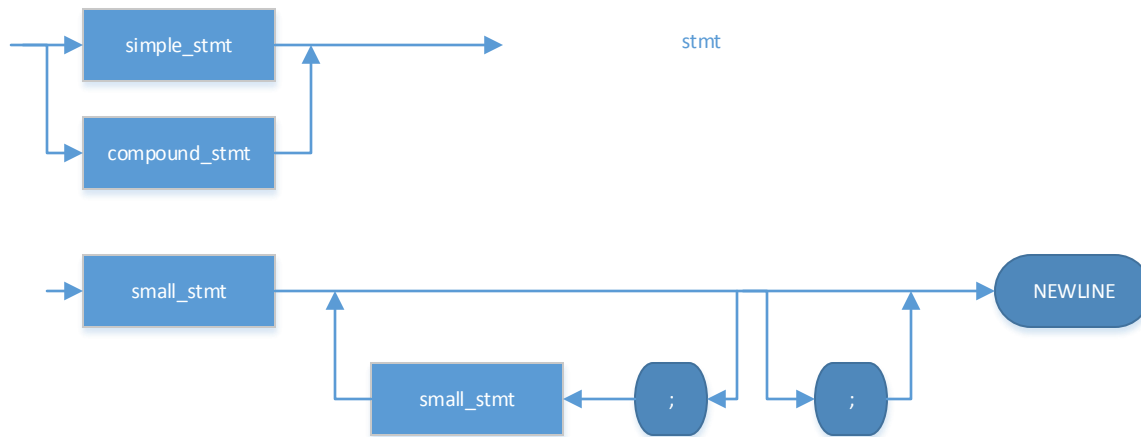 simple_stmt
stmt
compound_stmt
small_stmt
NEWLINE
small_stmt
;
;